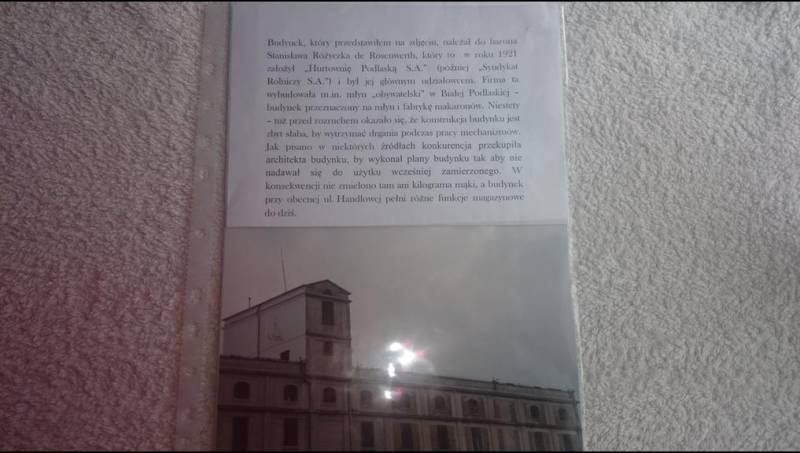 Budynek, który przedstawiłem na zdjęciu, należał do barona
Stanisława Różyczka de Rosenwerth, który to w roku 1921
założył „Hurtownię Podlaską S.A.” (później „Syndykat
Rolniczy S.A.”) i był jej głównym udziałowcem. Firma ta
wybudowała m.in. młyn „obywatelski” w Białej Podlaskiej –
budynek przeznaczony na młyn i fabrykę makaronów. Niestety
– tuż przed rozruchem okazało się, że konstrukcja budynku jest
zbyt słaba, by wytrzymać drgania podczas pracy mechanizmów.
Jak pisano w niektórych źródłach konkurencja przekupiła
architekta budynku, by wykonał plany budynku tak aby nie
nadawał się do użytku wcześniej zamierzonego. W
konsekwencji nie zmielono tam ani kilograma mąki, a budynek
przy obecnej ul. Handlowej pełni różne funkcje magazynowe
do dziś.